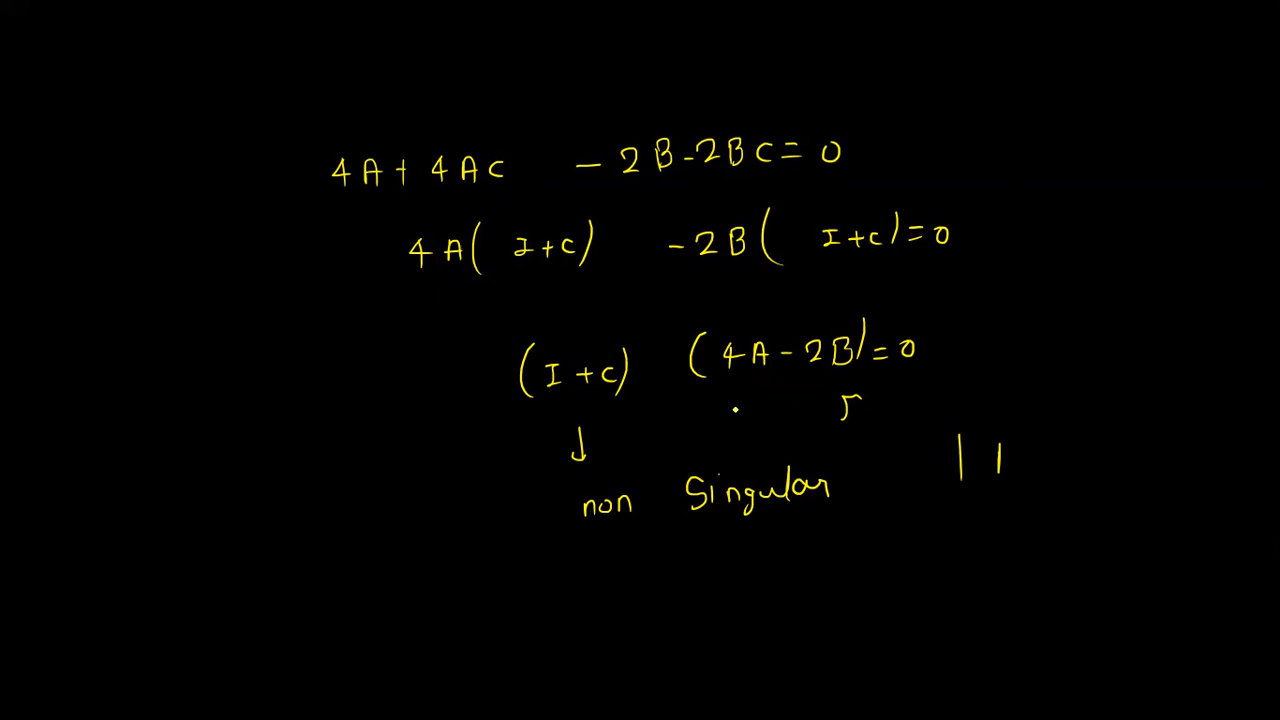 4A + 4AC - 2B - 2BC = 0
4A(I+C) - 2B(I+C) = 0
(I+C) (4A - 2B) = 0
↓
non Singular | |